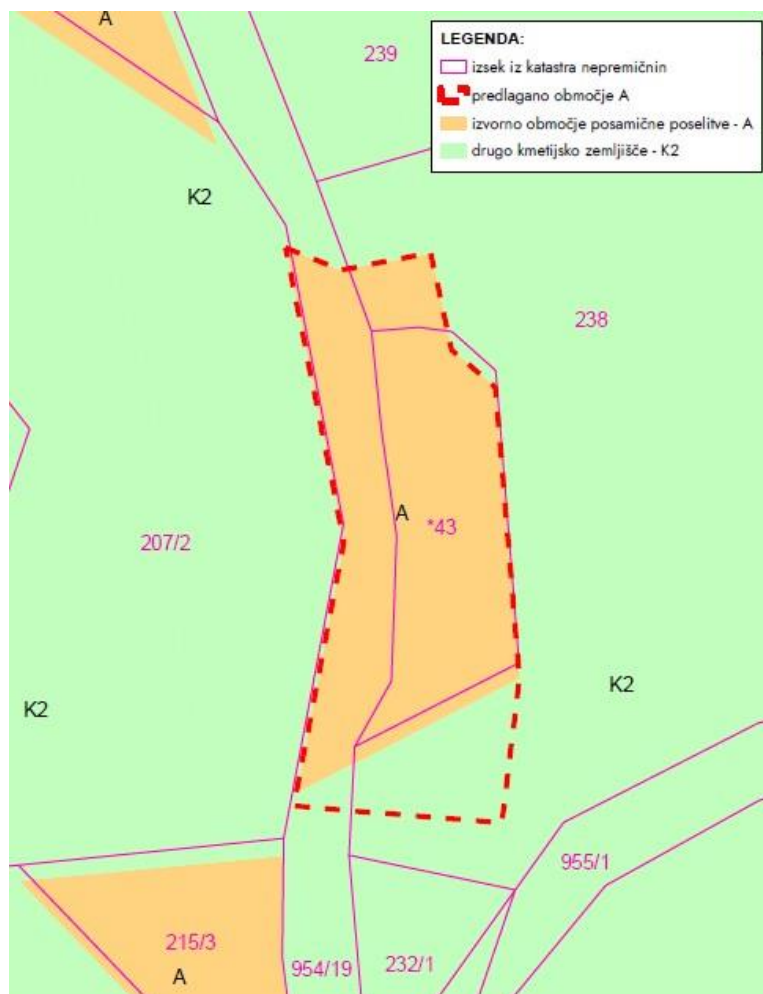 A
239
LEGENDA:
izsek iz katastra nepremičnin
predlagano območje A
izvorno območje posamične poselitve - A
drugo kmetijsko zemljišče - K2
K2
238
A
*43
207/2
K2
K2
955/1
215/3
954/19
232/1
A